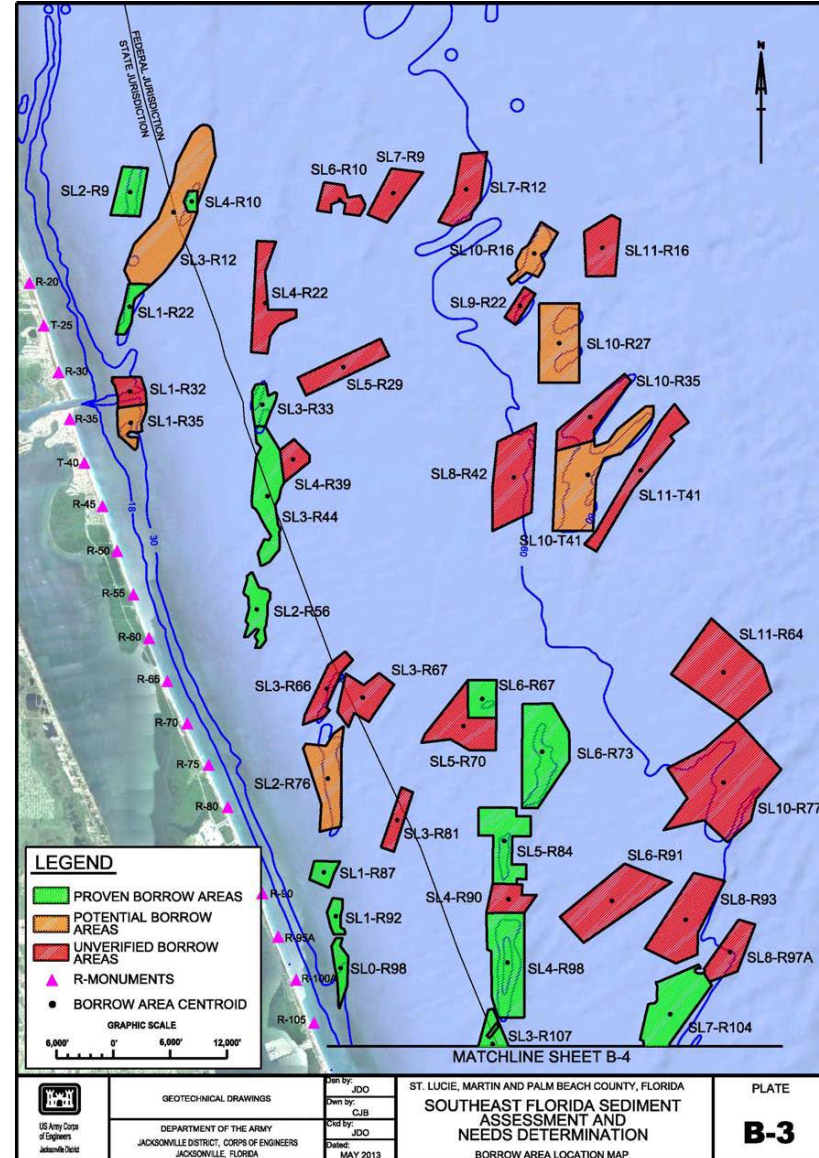 FEDERAL JURISDICTION
STATE JURISDICTION
N
SL2-R9
SL4-R10
SL3-R12
SL6-R10
SL7-R9
SL7-R12
SL10-R16
SL11-R16
SL9-R22
SL1-R22
SL4-R22
SL10-R27
SL5-R29
SL1-R32
SL1-R35
SL3-R33
SL10-R35
SL4-R39
SL8-R42
SL11-T41
SL10-T41
SL3-R44
SL2-R56
SL3-R66
SL3-R67
SL6-R67
SL11-R64
SL5-R70
SL6-R73
SL2-R76
SL10-R77
SL3-R81
SL5-R84
SL1-R87
SL6-R91
SL4-R90
SL8-R93
SL1-R92
SL8-R97A
SL0-R98
SL4-R98
SL7-R104
SL3-R107
R-20
T-25
R-30
R-35
T-40
R-45
R-50
R-55
R-60
R-65
R-70
R-75
R-80
R-90
R-95A
R-100A
R-105
18
30
60
60
MATCHLINE SHEET B-4
LEGEND
PROVEN BORROW AREAS
POTENTIAL BORROW
AREAS
UNVERIFIED BORROW
AREAS
R-MONUMENTS
BORROW AREA CENTROID
GRAPHIC SCALE
6,000' 0' 6,000' 12,000'
US Army Corps
of Engineers
Jacksonville District
GEOTECHNICAL DRAWINGS
DEPARTMENT OF THE ARMY
JACKSONVILLE DISTRICT, CORPS OF ENGINEERS
JACKSONVILLE, FLORIDA
Dsn by:
JDO
Dwn by:
CJB
Ckd by:
JDO
Dated:
MAY 2013
ST. LUCIE, MARTIN AND PALM BEACH COUNTY, FLORIDA
SOUTHEAST FLORIDA SEDIMENT
ASSESSMENT AND
NEEDS DETERMINATION
BORROW AREA LOCATION MAP
PLATE
B-3